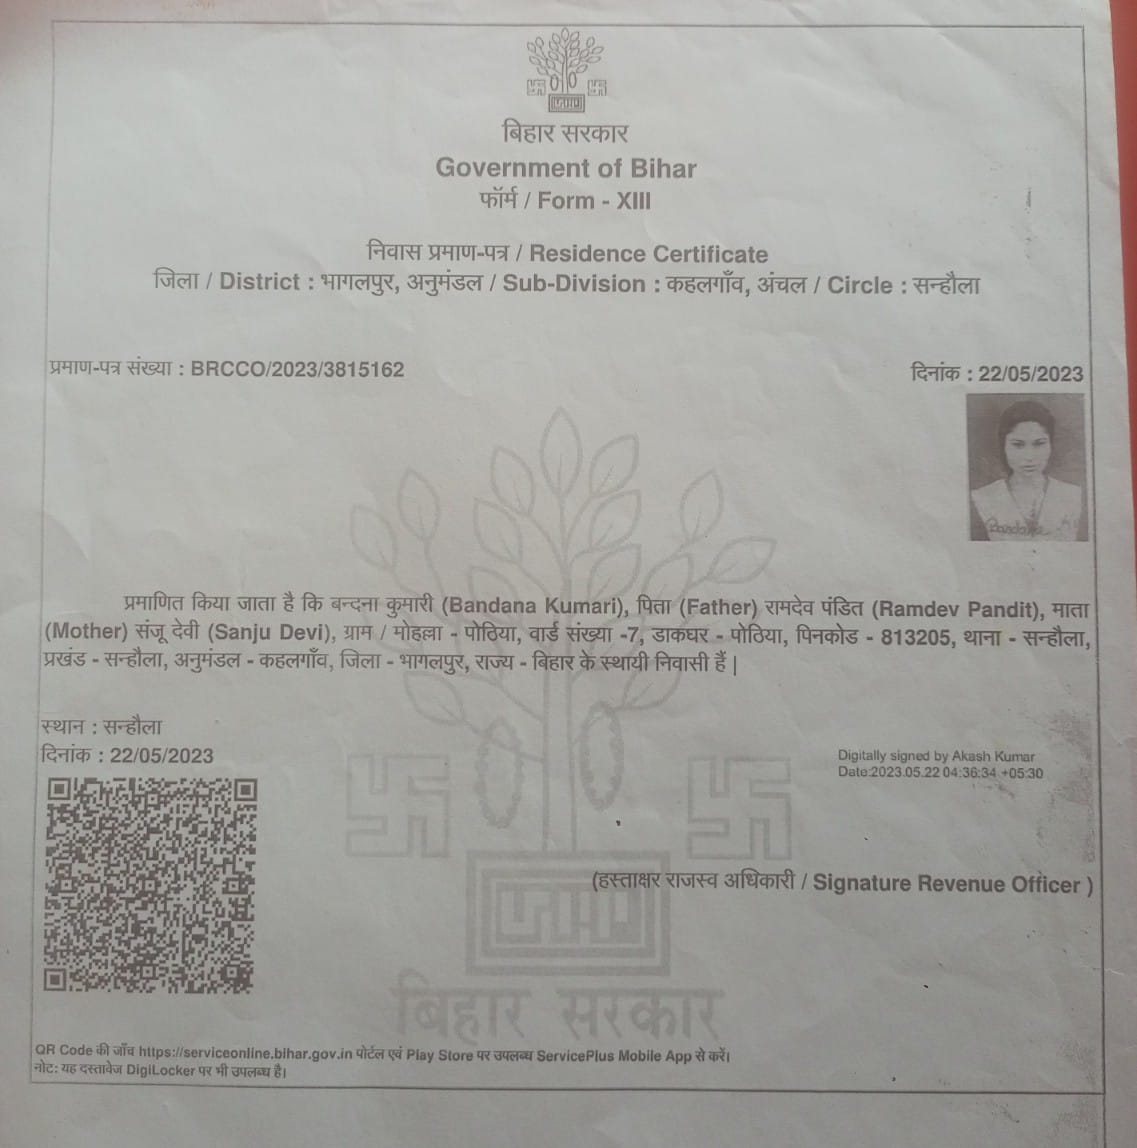 बिहार सरकार
Government of Bihar
फॉर्म / Form - XIII
निवास प्रमाण-पत्र / Residence Certificate
जिला / District : भागलपुर, अनुमंडल / Sub-Division : कहलगाँव, अंचल / Circle : सन्हौला
प्रमाण-पत्र संख्या : BRCCO/2023/3815162
दिनांक : 22/05/2023
Bandana
प्रमाणित किया जाता है कि बन्दना कुमारी (Bandana Kumari), पिता (Father) रामदेव पंडित (Ramdev Pandit), माता
(Mother) संजू देवी (Sanju Devi), ग्राम / मोहल्ला - पोठिया, वार्ड संख्या -7, डाकघर - पोठिया, पिनकोड - 813205, थाना - सन्हौला,
प्रखंड - सन्हौला, अनुमंडल - कहलगाँव, जिला - भागलपुर, राज्य - बिहार के स्थायी निवासी हैं |
स्थान : सन्हौला
दिनांक : 22/05/2023
Digitally signed by Akash Kumar
Date:2023.05.22 04:36:34 +05:30
(हस्ताक्षर राजस्व अधिकारी / Signature Revenue Officer )
बिहार सरकार
QR Code की जाँच https://serviceonline.bihar.gov.in पोर्टल एवं Play Store पर उपलब्ध ServicePlus Mobile App से करें।
नोट: यह दस्तावेज DigiLocker पर भी उपलब्ध है।